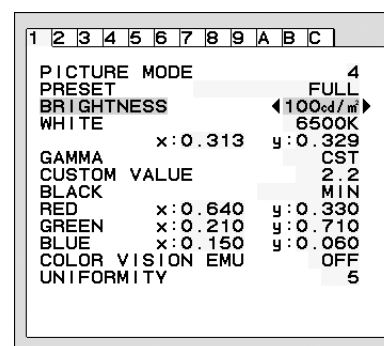 1 2 3 4 5 6 7 8 9 A B C
PICTURE MODE 4
PRESET FULL
BRIGHTNESS 100cd/㎡
WHITE 6500K
x:0.313 y:0.329
GAMMA CST
CUSTOM VALUE 2.2
BLACK MIN
RED x:0.640 y:0.330
GREEN x:0.210 y:0.710
BLUE x:0.150 y:0.060
COLOR VISION EMU OFF
UNIFORMITY 5